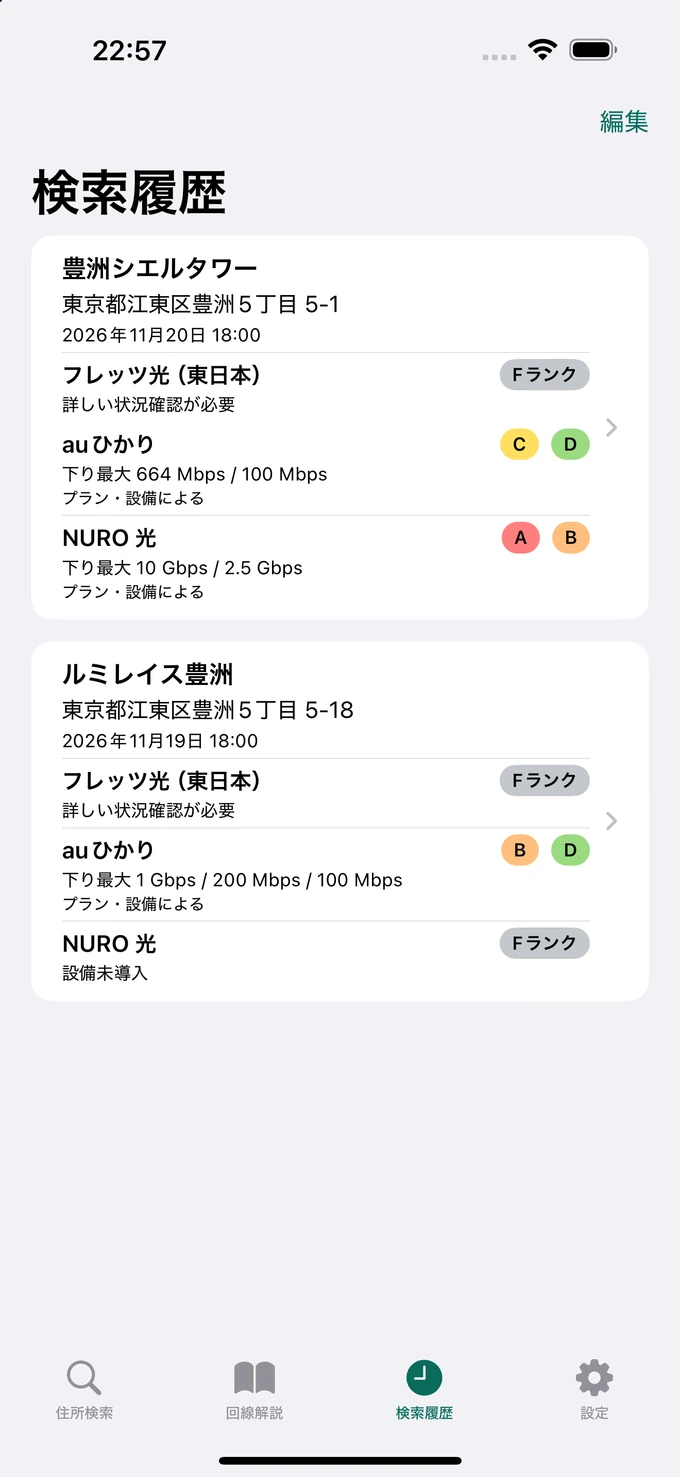 22:57
編集
検索履歴
豊洲シエルタワー
東京都江東区豊洲5丁目 5-1
2026年11月20日 18:00
フレッツ光（東日本） Fランク
詳しい状況確認が必要
auひかり C D
下り最大 664 Mbps / 100 Mbps
プラン・設備による
NURO 光 A B
下り最大 10 Gbps / 2.5 Gbps
プラン・設備による
ルミレイス豊洲
東京都江東区豊洲5丁目 5-18
2026年11月19日 18:00
フレッツ光（東日本） Fランク
詳しい状況確認が必要
auひかり B D
下り最大 1 Gbps / 200 Mbps / 100 Mbps
プラン・設備による
NURO 光 Fランク
設備未導入
住所検索 回線解説 検索履歴 設定